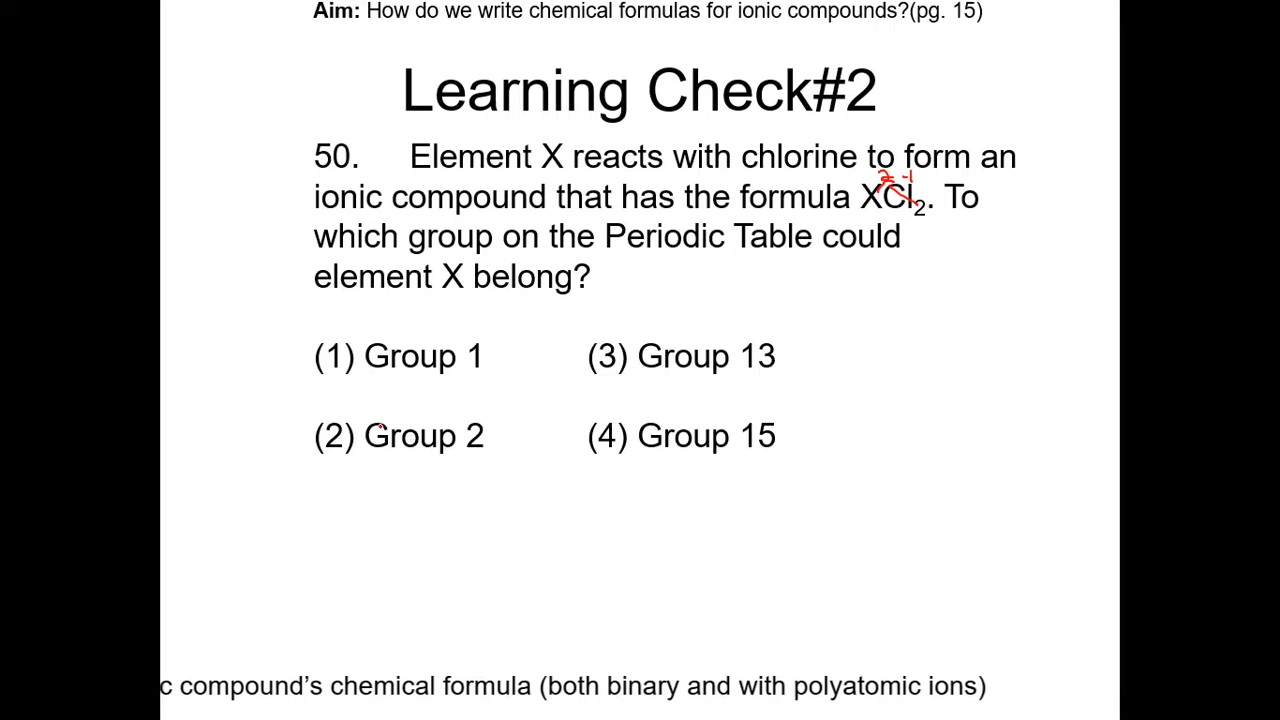 Aim: How do we write chemical formulas for ionic compounds?(pg. 15)
Learning Check#2
50. Element X reacts with chlorine to form an
ionic compound that has the formula XCl₂. To
which group on the Periodic Table could
element X belong?
(1) Group 1 (3) Group 13
(2) Group 2 (4) Group 15
c compound’s chemical formula (both binary and with polyatomic ions)